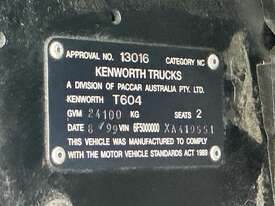 APPROVAL NO. 13016 CATEGORY NC
KENWORTH TRUCKS
A DIVISION OF PACCAR AUSTRALIA PTY. LTD.
KENWORTH T604
GVM 24100 KG SEATS 2
DATE 8/99 VIN 6F5000000 XA419551
THIS VEHICLE WAS MANUFACTURED TO COMPLY
WITH THE MOTOR VEHICLE STANDARDS ACT 1989